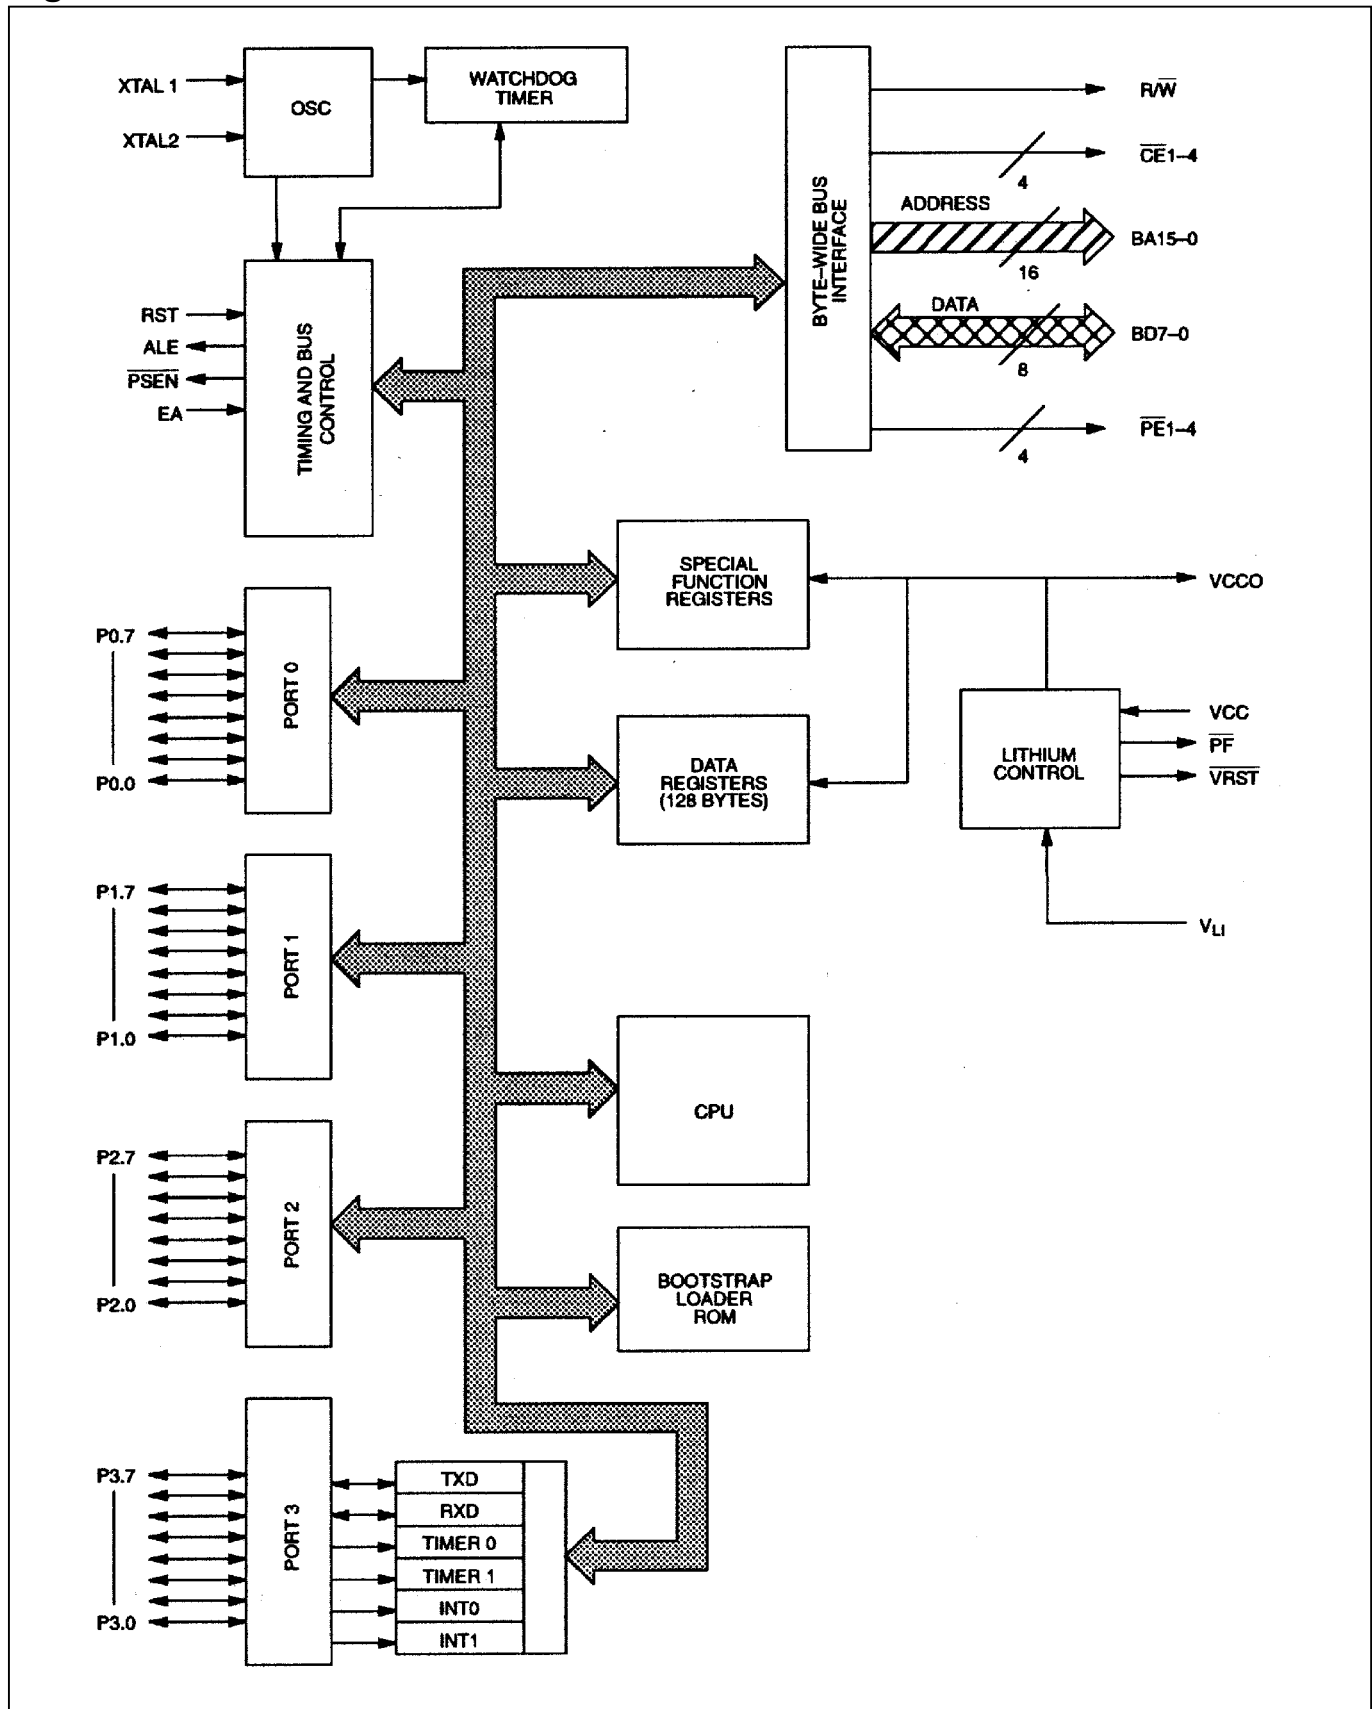 XTAL 1
XTAL2
OSC
WATCHDOG
TIMER
RST
ALE
PSEN
EA
TIMING AND BUS
CONTROL
BYTE-WIDE BUS
INTERFACE
R/W
CE1-4
4
ADDRESS
BA15-0
16
DATA
BD7-0
8
PE1-4
4
SPECIAL
FUNCTION
REGISTERS
VCCO
P0.7
P0.0
PORT 0
DATA
REGISTERS
(128 BYTES)
LITHIUM
CONTROL
VCC
PF
VRST
VLI
P1.7
P1.0
PORT 1
CPU
P2.7
P2.0
PORT 2
BOOTSTRAP
LOADER
ROM
P3.7
P3.0
PORT 3
TXD
RXD
TIMER 0
TIMER 1
INT0
INT1